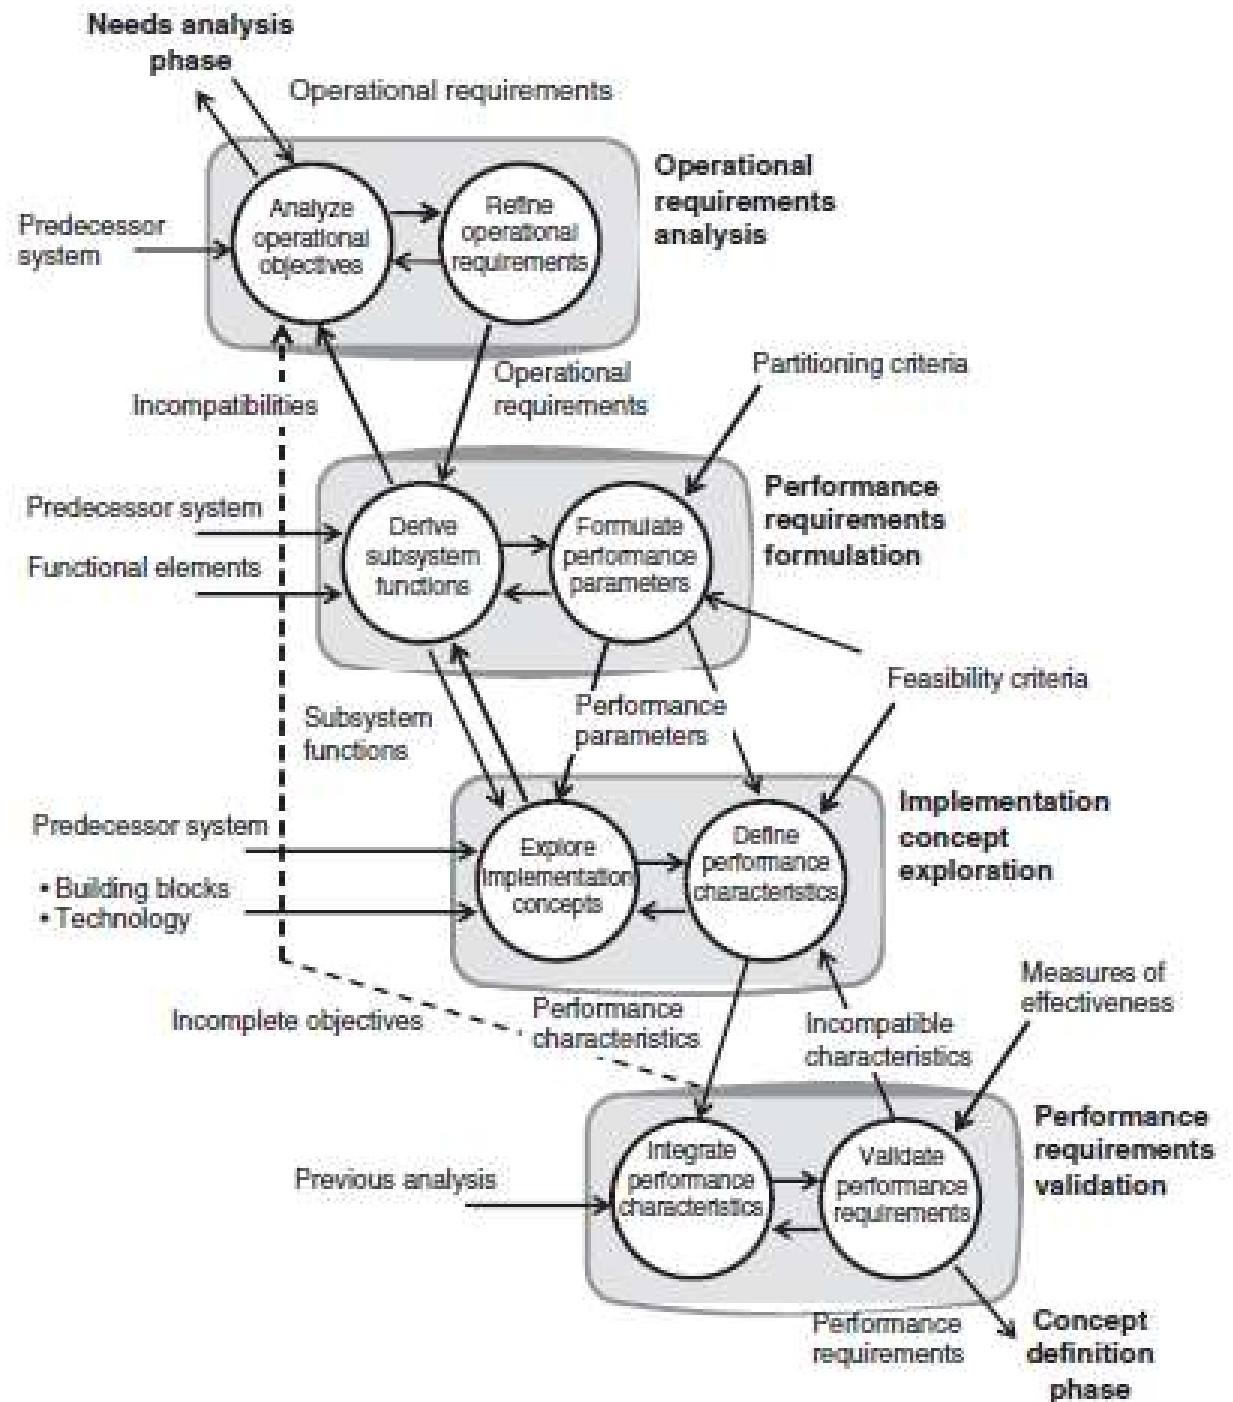 Needs analysis
phase
Operational requirements
Operational
requirements
analysis
Predecessor
system
Analyze
operational
objectives
Refine
operational
requirements
Incompatibilities
Operational
requirements
Partitioning criteria
Predecessor system
Functional elements
Derive
subsystem
functions
Formulate
performance
parameters
Performance
requirements
formulation
Feasibility criteria
Subsystem
functions
Performance
parameters
Predecessor system
• Building blocks
• Technology
Explore
implementation
concepts
Define
performance
characteristics
Implementation
concept
exploration
Incomplete objectives
Performance
characteristics
Incompatible
characteristics
Measures of
effectiveness
Previous analysis
Integrate
performance
characteristics
Validate
performance
requirements
Performance
requirements
validation
Performance
requirements
Concept
definition
phase